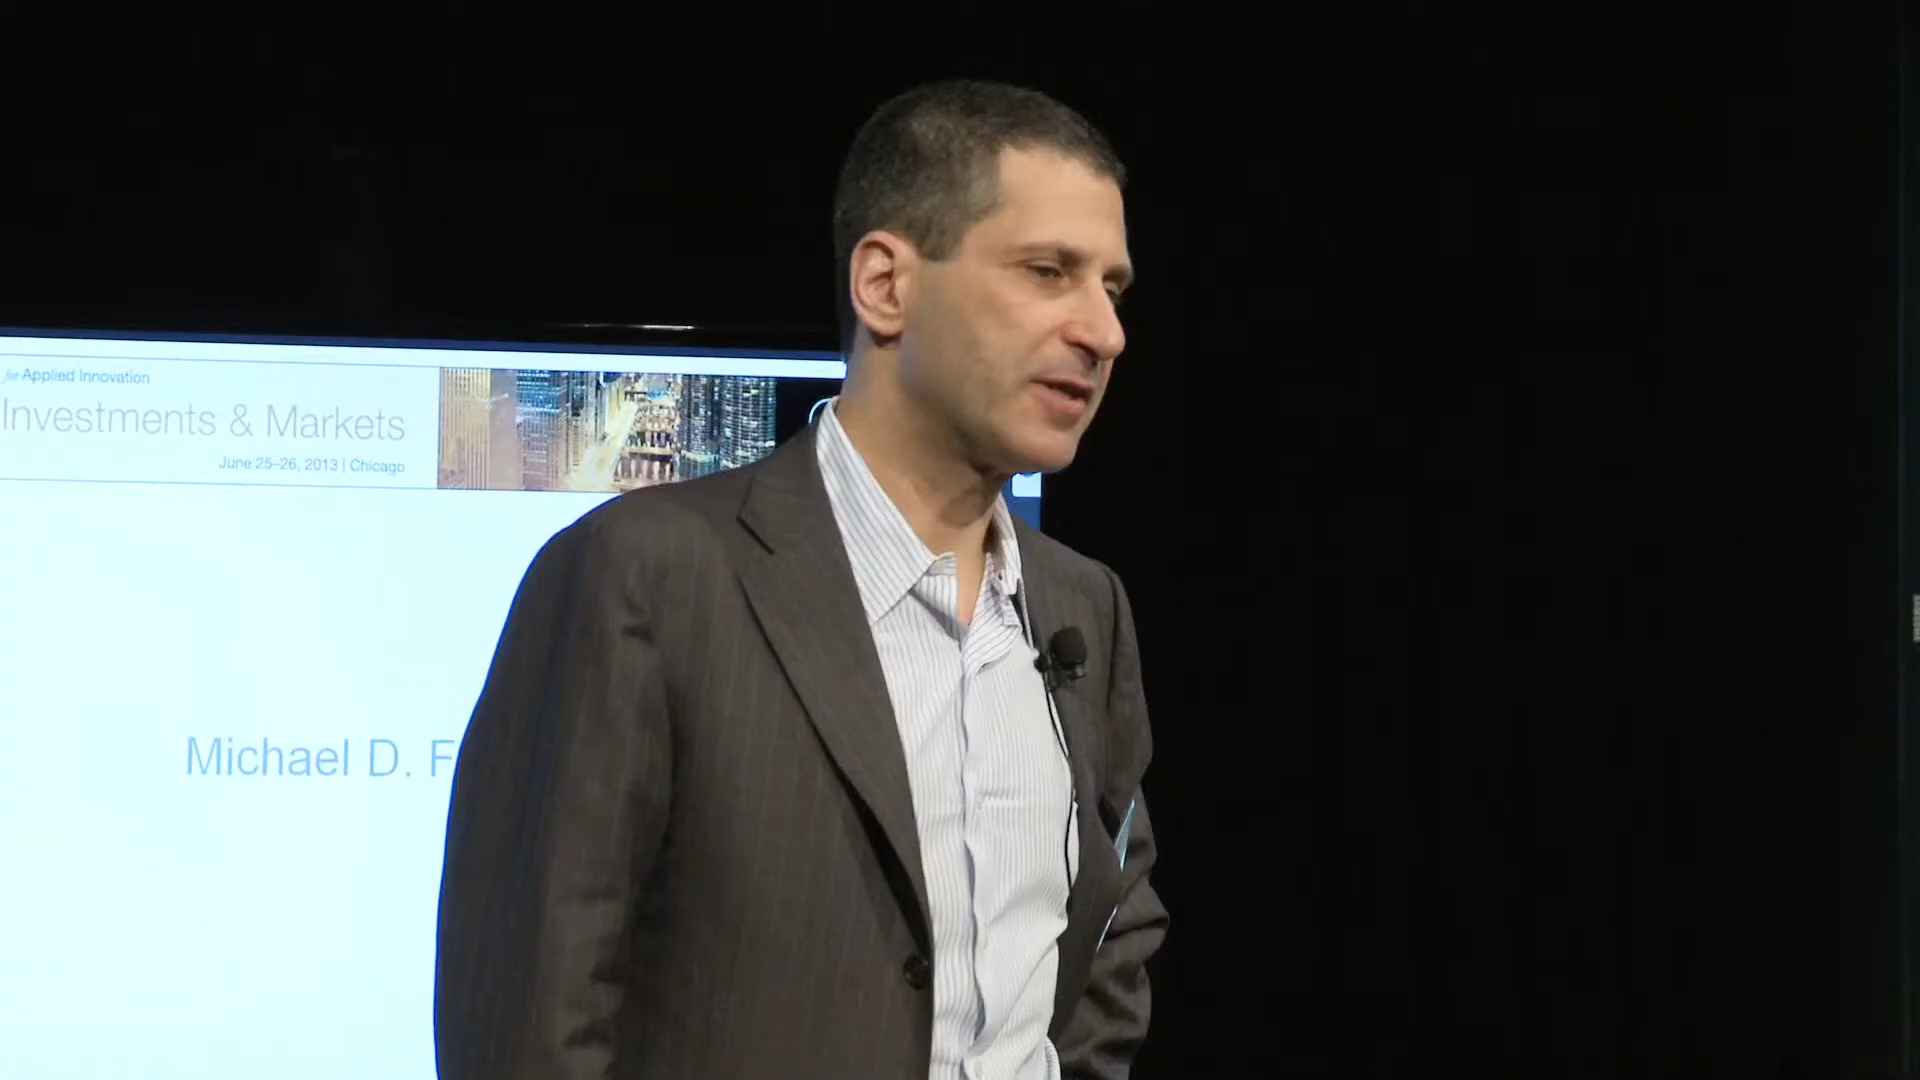 for Applied Innovation
Investments & Markets
June 25–26, 2013 | Chicago
Michael D. F